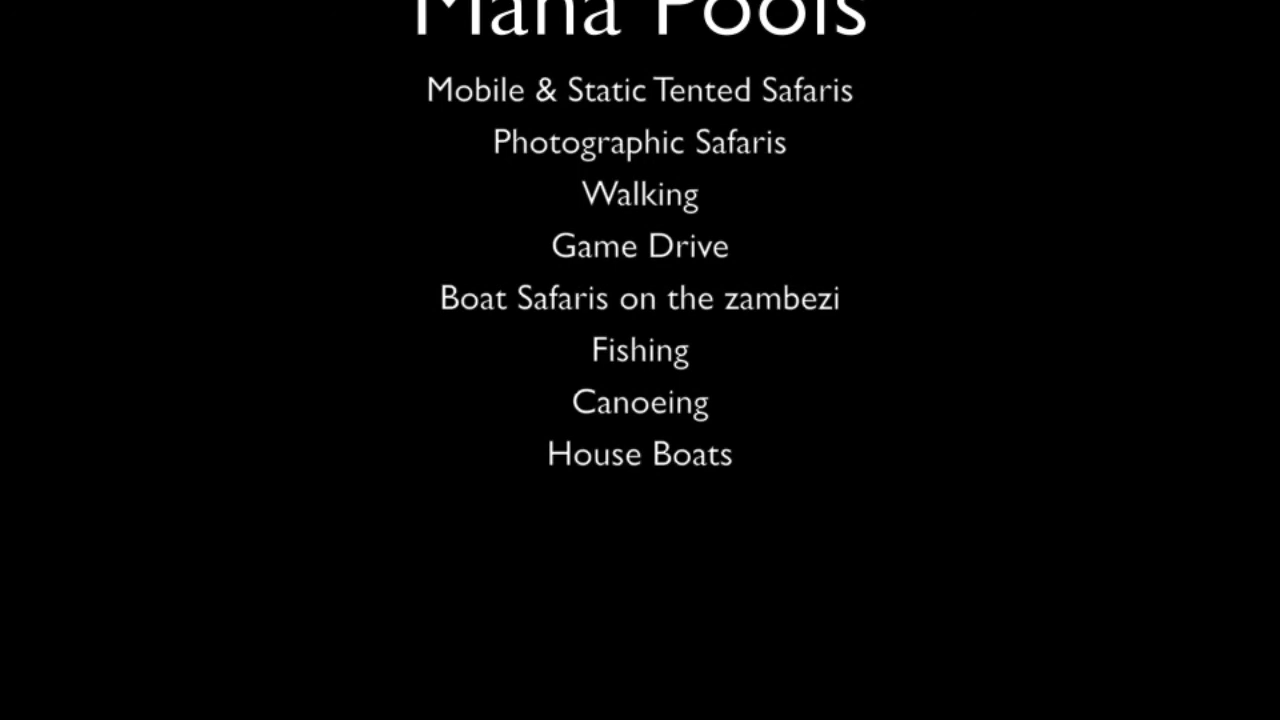 Mana Pools
Mobile & Static Tented Safaris
Photographic Safaris
Walking
Game Drive
Boat Safaris on the zambezi
Fishing
Canoeing
House Boats